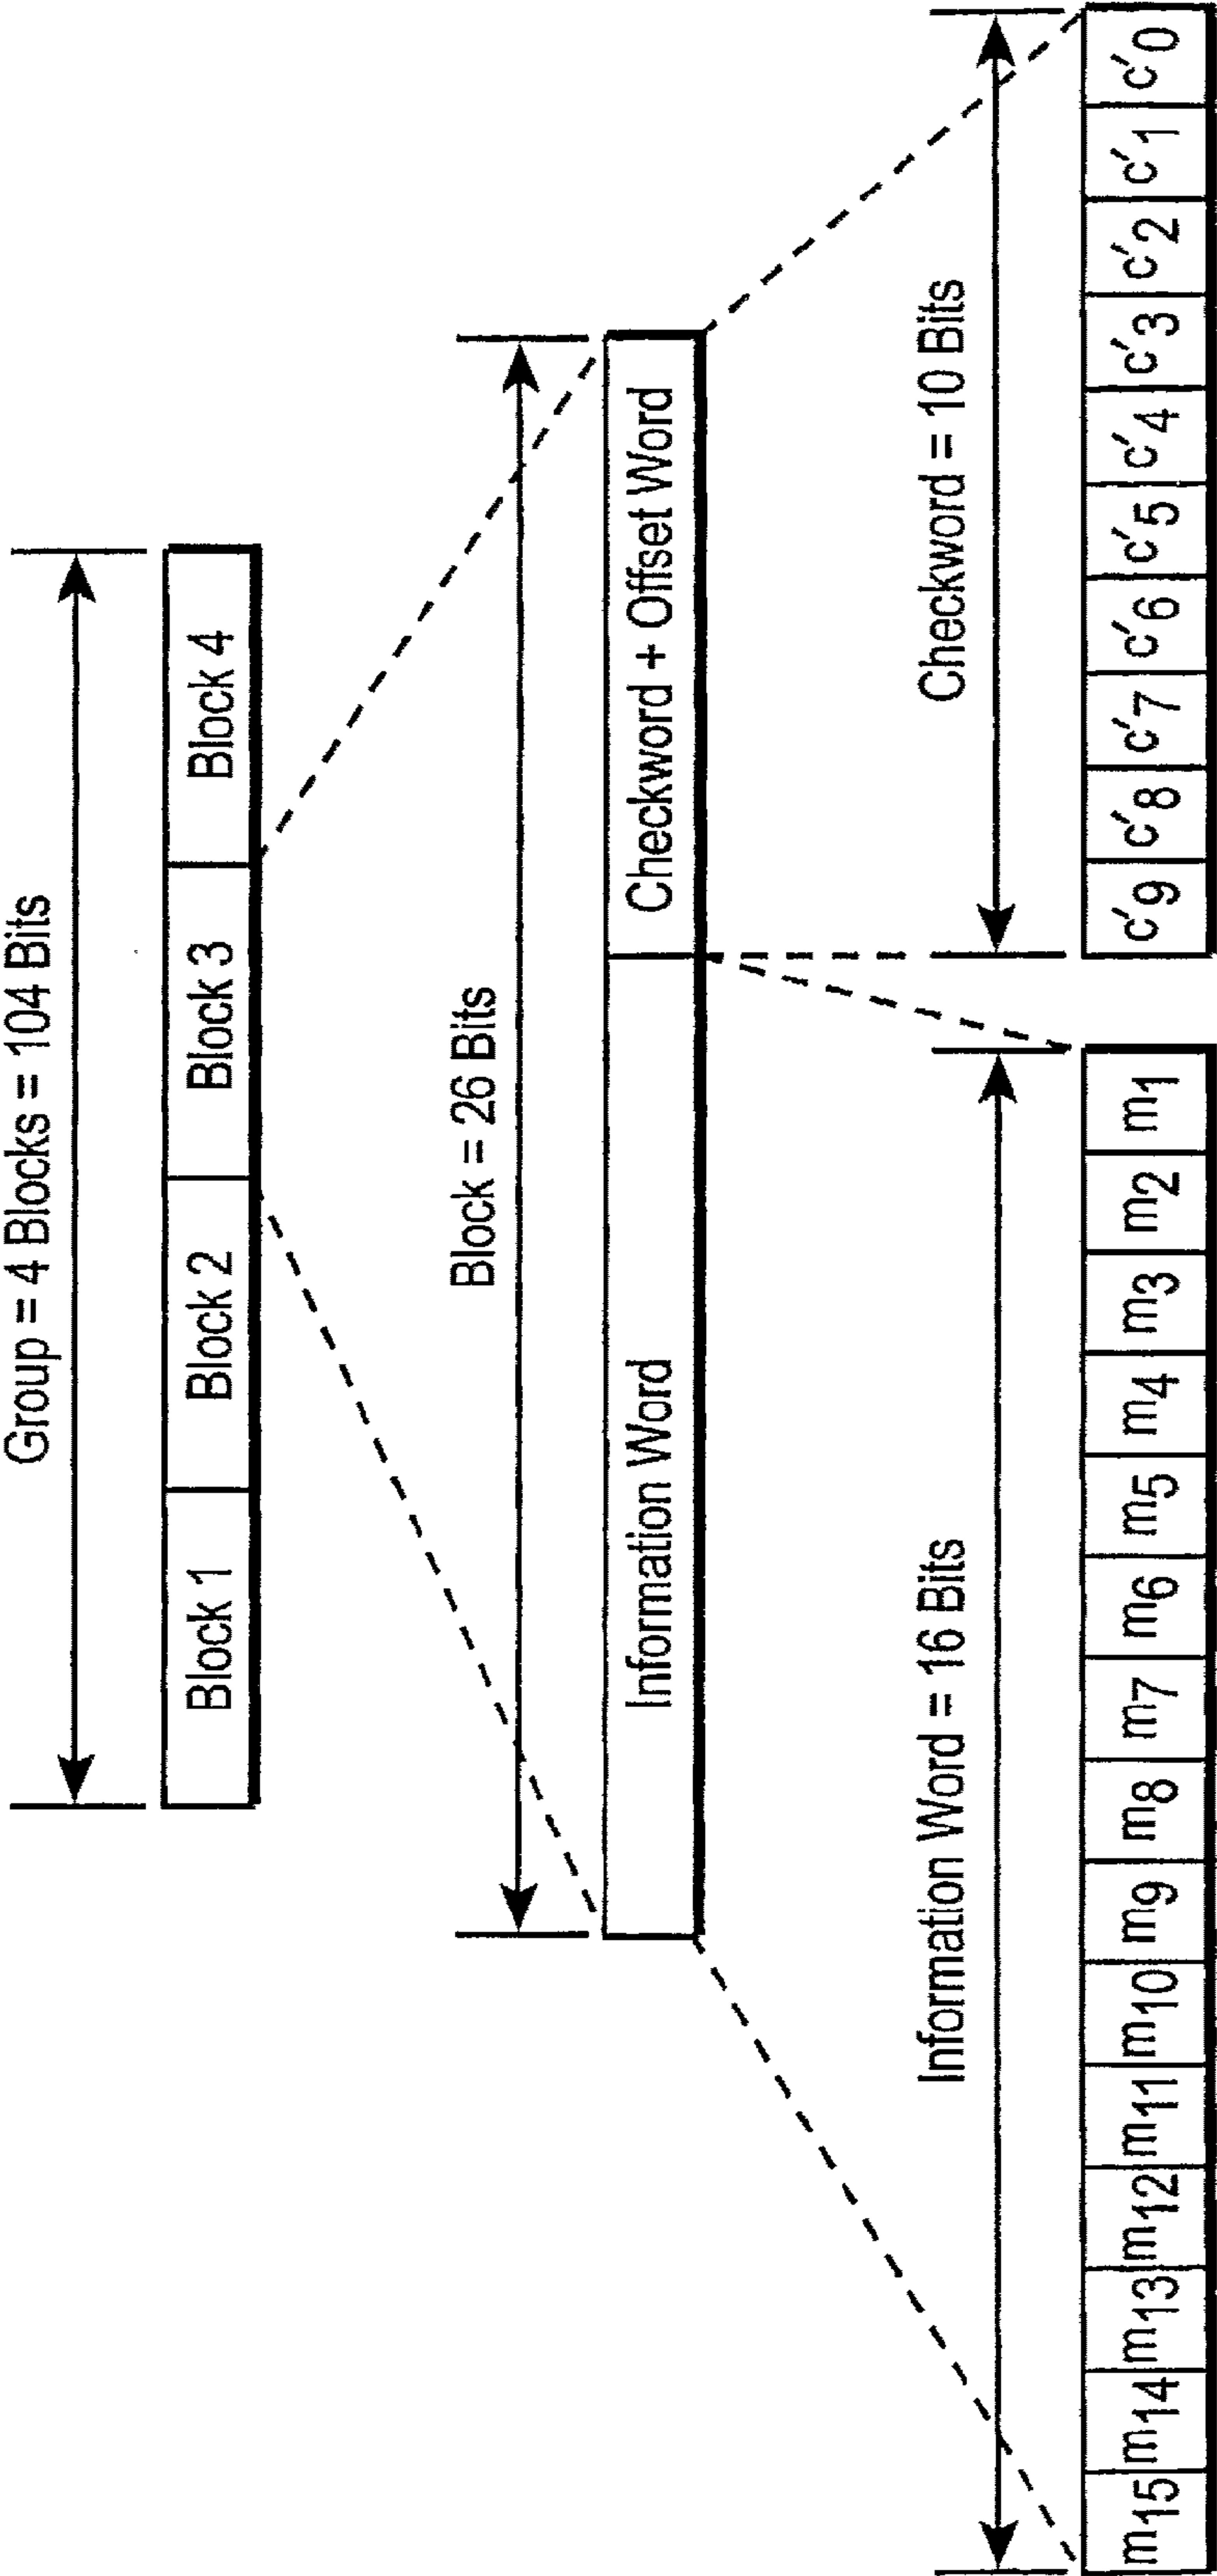 Group = 4 Blocks = 104 Bits
Block 1 Block 2 Block 3 Block 4
Block = 26 Bits
Information Word Checkword + Offset Word
Information Word = 16 Bits Checkword = 10 Bits
m15 m14 m13 m12 m11 m10 m9 m8 m7 m6 m5 m4 m3 m2 m1 c'9 c'8 c'7 c'6 c'5 c'4 c'3 c'2 c'1 c'0